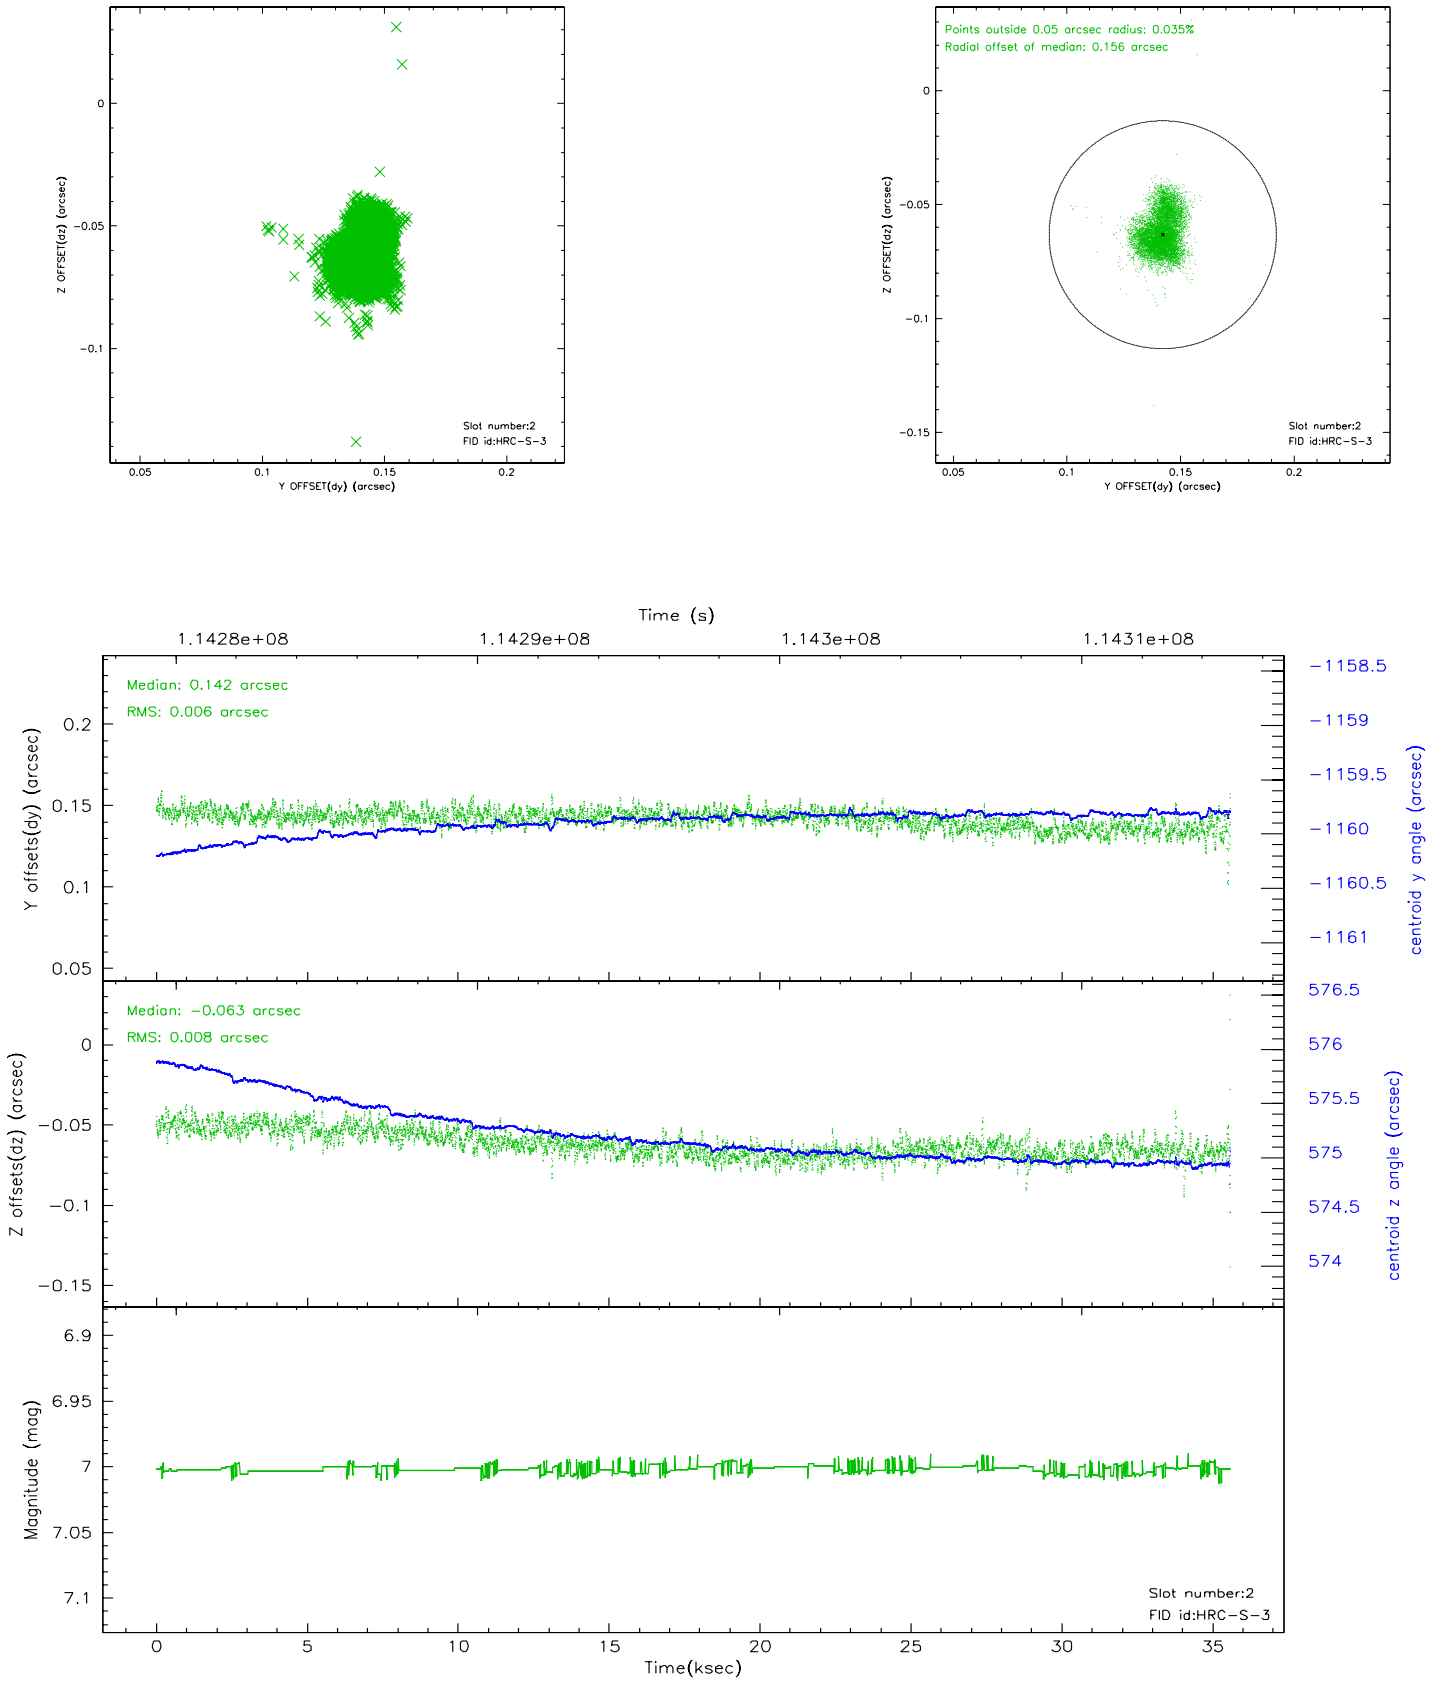 0
-0.05
-0.1
Z OFFSET(dz) (arcsec)
Slot number:2
FID id:HRC-S-3
0.05
0.1
0.15
0.2
Y OFFSET(dy) (arcsec)
Points outside 0.05 arcsec radius: 0.035%
Radial offset of median: 0.156 arcsec
0
-0.05
-0.1
-0.15
Z OFFSET(dz) (arcsec)
Slot number:2
FID id:HRC-S-3
0.05
0.1
0.15
0.2
Y OFFSET(dy) (arcsec)
Time (s)
1.1428e+08
1.1429e+08
1.143e+08
1.1431e+08
Median: 0.142 arcsec
RMS: 0.006 arcsec
0.2
0.15
0.1
0.05
Y offsets(dy) (arcsec)
-1158.5
-1159
-1159.5
-1160
-1160.5
-1161
centroid y angle (arcsec)
Median: -0.063 arcsec
RMS: 0.008 arcsec
0
-0.05
-0.1
-0.15
Z offsets(dz) (arcsec)
576.5
576
575.5
575
574.5
574
centroid z angle (arcsec)
6.9
6.95
7
7.05
7.1
Magnitude (mag)
Slot number:2
FID id:HRC-S-3
0
5
10
15
20
25
30
35
Time(ksec)